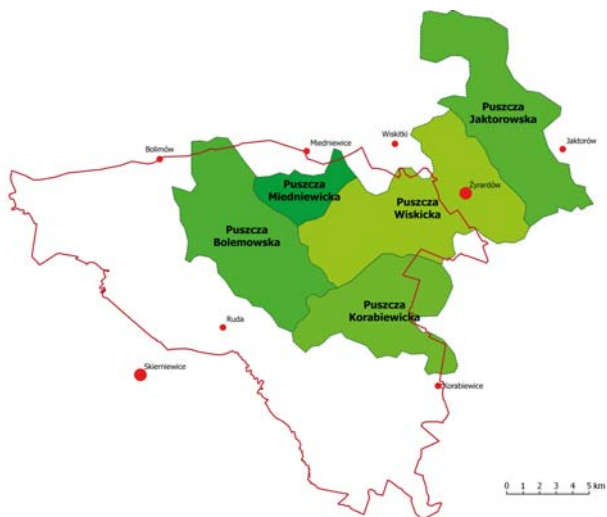 Puszcza
Jaktorowska
Wiskitki
Jaktorów
Bolimów
Miedniewice
Puszcza
Miedniewicka
Żyrardów
Puszcza
Wiskicka
Puszcza
Bolemowska
Puszcza
Korabiewicka
Ruda
Skierniewice
Korabiewice
0 1 2 3 4 5 km